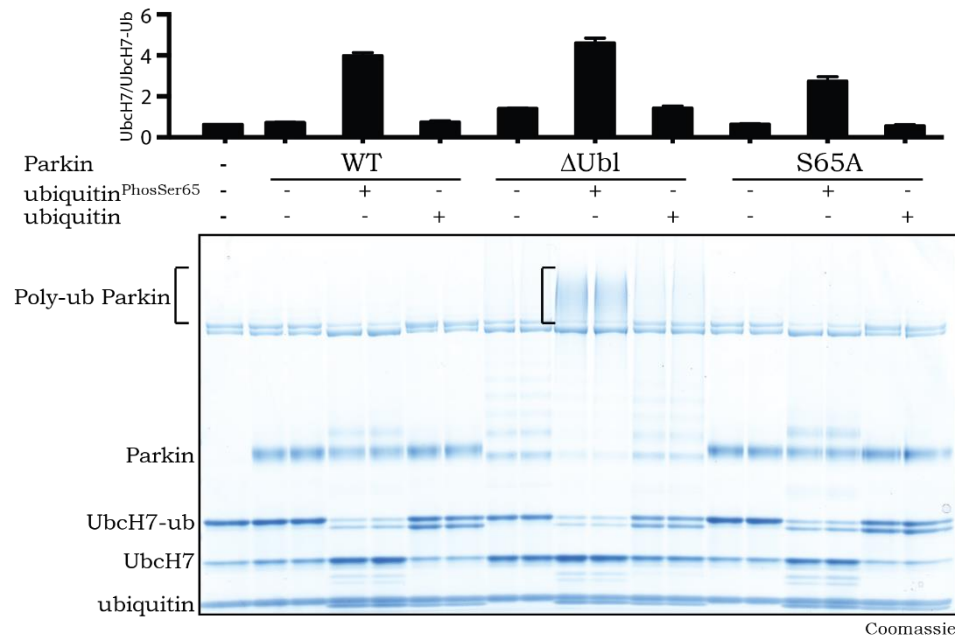 6
4
2
0
UbcH7/UbcH7-Ub
Parkin - WT ΔUbl S65A
ubiquitinPhosSer65 - - + - - + - - + -
ubiquitin - - - + - - + - - +
Poly-ub Parkin
Parkin
UbcH7-ub
UbcH7
ubiquitin
Coomassie